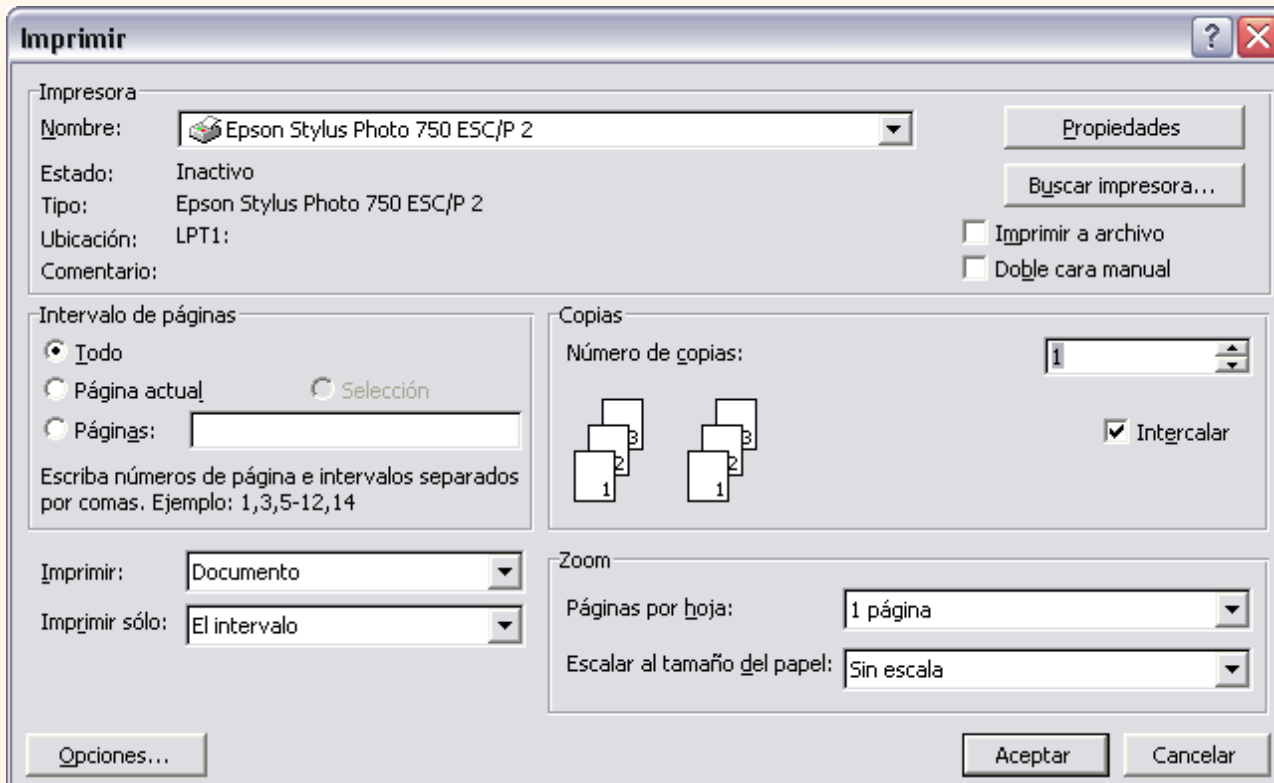 Imprimir
Impresora
Nombre: Epson Stylus Photo 750 ESC/P 2 Propiedades
Estado: Inactivo
Buscar impresora...
Tipo: Epson Stylus Photo 750 ESC/P 2
Ubicación: LPT1: Imprimir a archivo
Comentario: Doble cara manual
Intervalo de páginas
Todo
Página actual Selección
Páginas:
Escriba números de página e intervalos separados
por comas. Ejemplo: 1,3,5-12,14
Copias
Número de copias: 1
3 3
2 2
1 1
Intercalar
Imprimir: Documento
Imprimir sólo: El intervalo
Zoom
Páginas por hoja: 1 página
Escalar al tamaño del papel: Sin escala
Opciones... Aceptar Cancelar